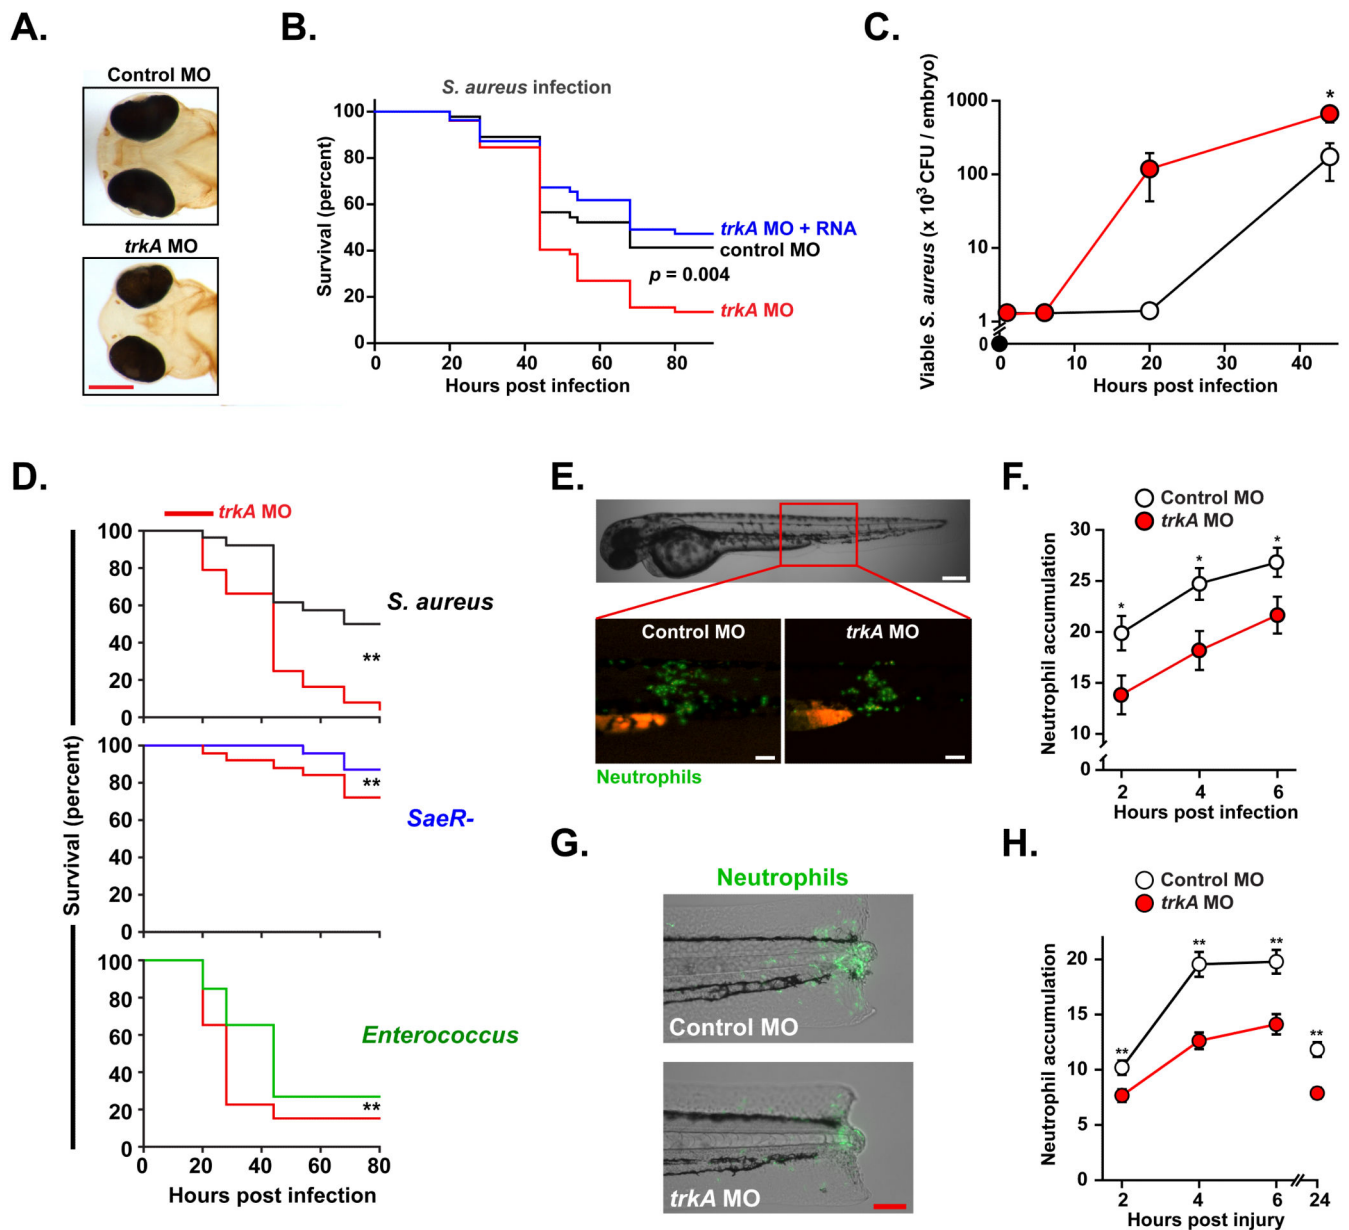 A.
Control MO
trkA MO
B.
S. aureus infection
Survival (percent)
100
80
60
40
20
0
trkA MO + RNA
control MO
p = 0.004
trkA MO
0
20
40
60
80
Hours post infection
C.
Viable S. aureus (x 10³ CFU / embryo)
1000
100
10
1
0
*
0
10
20
30
40
Hours post infection
D.
trkA MO
Survival (percent)
100
80
60
40
20
0
S. aureus
**
100
80
60
40
20
0
**
SaeR-
100
80
60
40
20
0
Enterococcus
**
0
20
40
60
80
Hours post infection
E.
Control MO
trkA MO
Neutrophils
F.
Control MO
trkA MO
Neutrophil accumulation
30
25
20
15
10
0
*
*
*
2
4
6
Hours post infection
G.
Neutrophils
Control MO
trkA MO
H.
Control MO
trkA MO
Neutrophil accumulation
20
15
10
5
0
**
**
**
**
2
4
6
24
Hours post injury